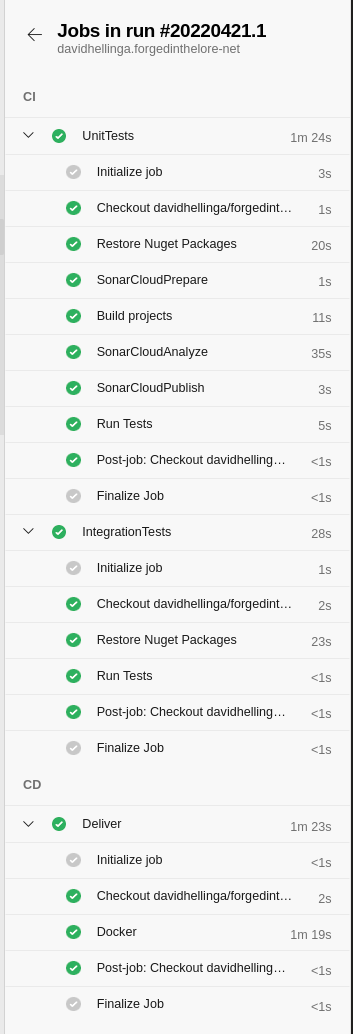 Jobs in run #20220421.1
davidhellinga.forgedinthelore-net
CI
UnitTests 1m 24s
Initialize job 3s
Checkout davidhellinga/forgedint... 1s
Restore Nuget Packages 20s
SonarCloudPrepare 1s
Build projects 11s
SonarCloudAnalyze 35s
SonarCloudPublish 3s
Run Tests 5s
Post-job: Checkout davidhelling... <1s
Finalize Job <1s
IntegrationTests 28s
Initialize job 1s
Checkout davidhellinga/forgedint... 2s
Restore Nuget Packages 23s
Run Tests <1s
Post-job: Checkout davidhelling... <1s
Finalize Job <1s
CD
Deliver 1m 23s
Initialize job <1s
Checkout davidhellinga/forgedint... 2s
Docker 1m 19s
Post-job: Checkout davidhelling... <1s
Finalize Job <1s